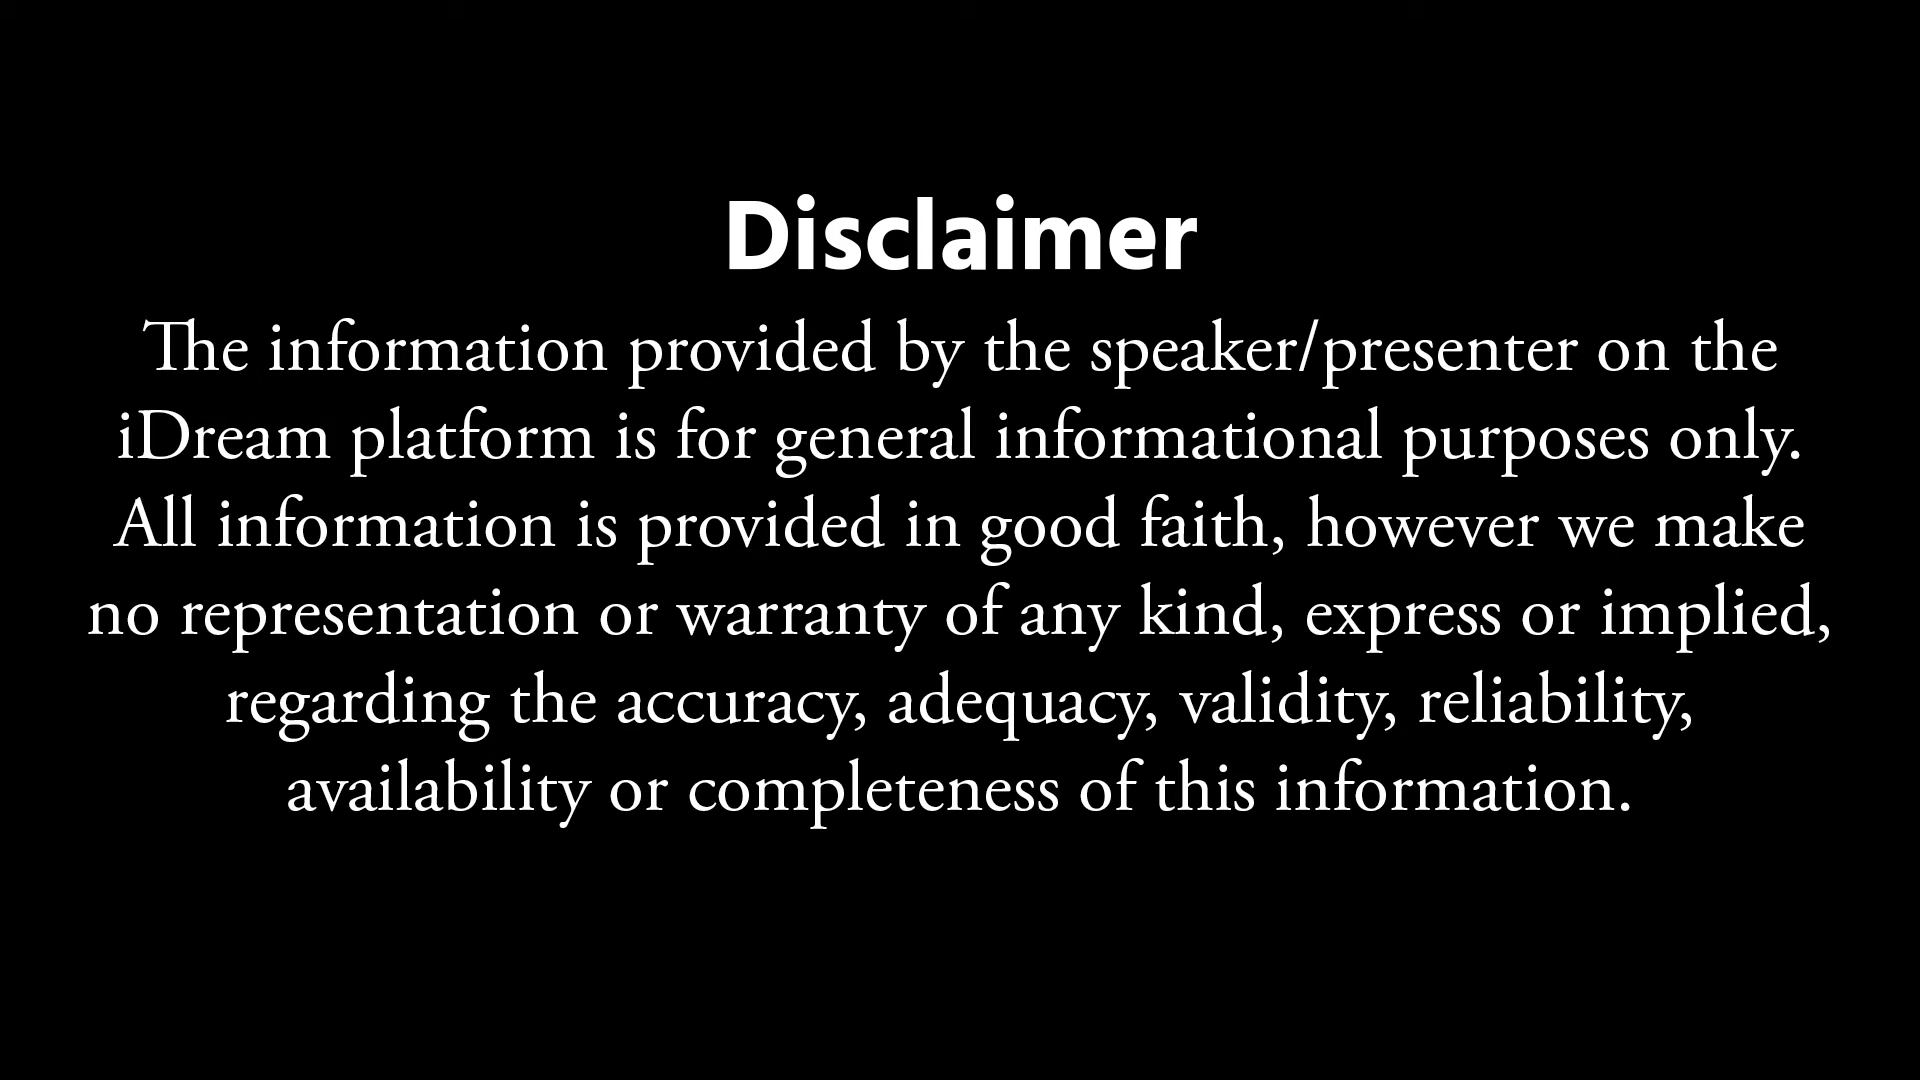 Disclaimer
The information provided by the speaker/presenter on the
iDream platform is for general informational purposes only.
All information is provided in good faith, however we make
no representation or warranty of any kind, express or implied,
regarding the accuracy, adequacy, validity, reliability,
availability or completeness of this information.